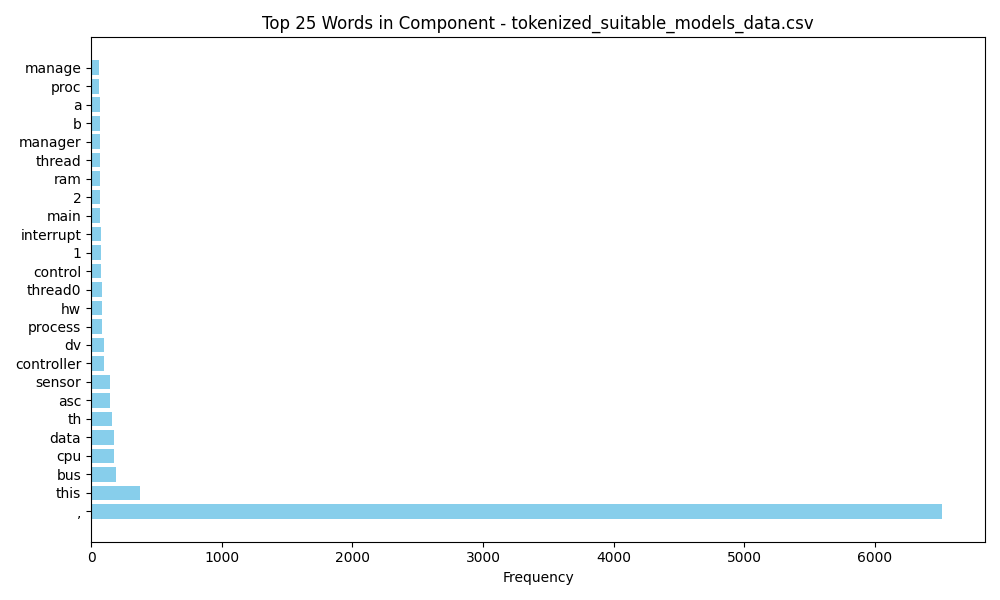 Top 25 Words in Component - tokenized_suitable_models_data.csv
manage
proc
a
b
manager
thread
ram
2
main
interrupt
1
control
thread0
hw
process
dv
controller
sensor
asc
th
data
cpu
bus
this
,
0 1000 2000 3000 4000 5000 6000
Frequency